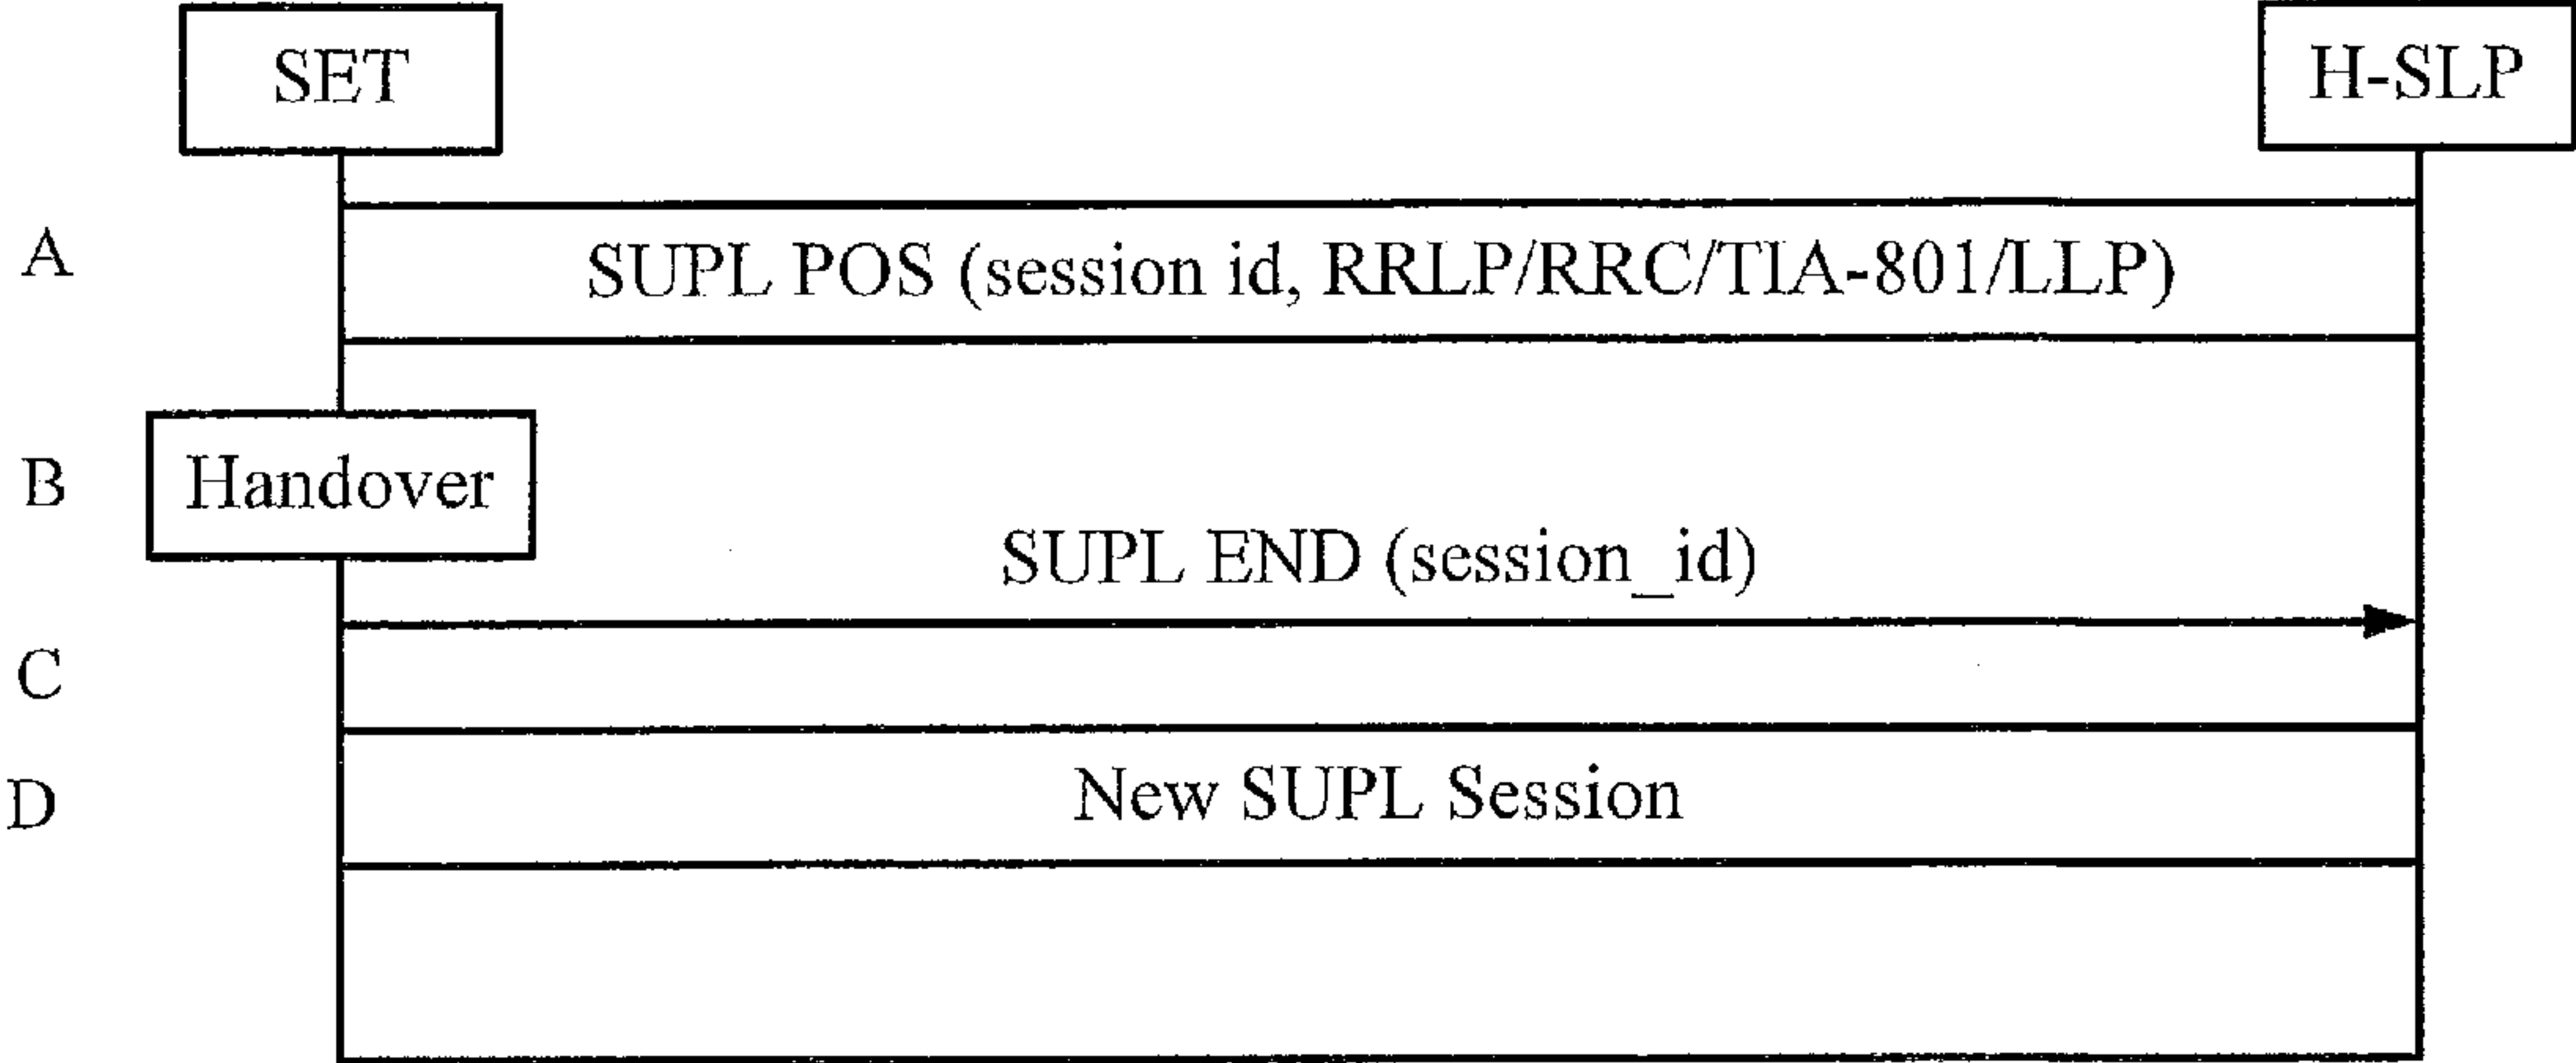 SET
H-SLP
A
SUPL POS (session id, RRLP/RRC/TIA-801/LLP)
B
Handover
SUPL END (session_id)
C
D
New SUPL Session